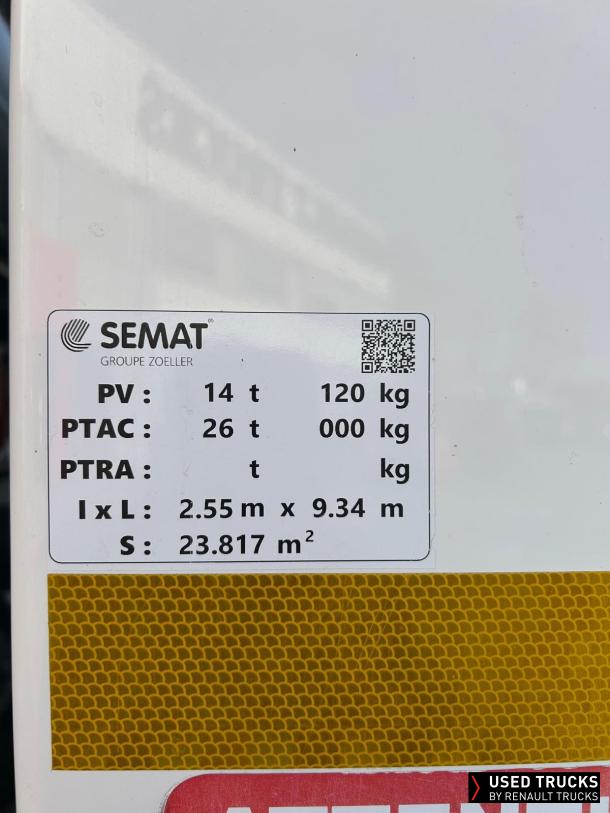 SEMAT
GROUPE ZOELLER
PV : 14 t 120 kg
PTAC : 26 t 000 kg
PTRA : t kg
l x L : 2.55 m x 9.34 m
S : 23.817 m²
USED TRUCKS
BY RENAULT TRUCKS